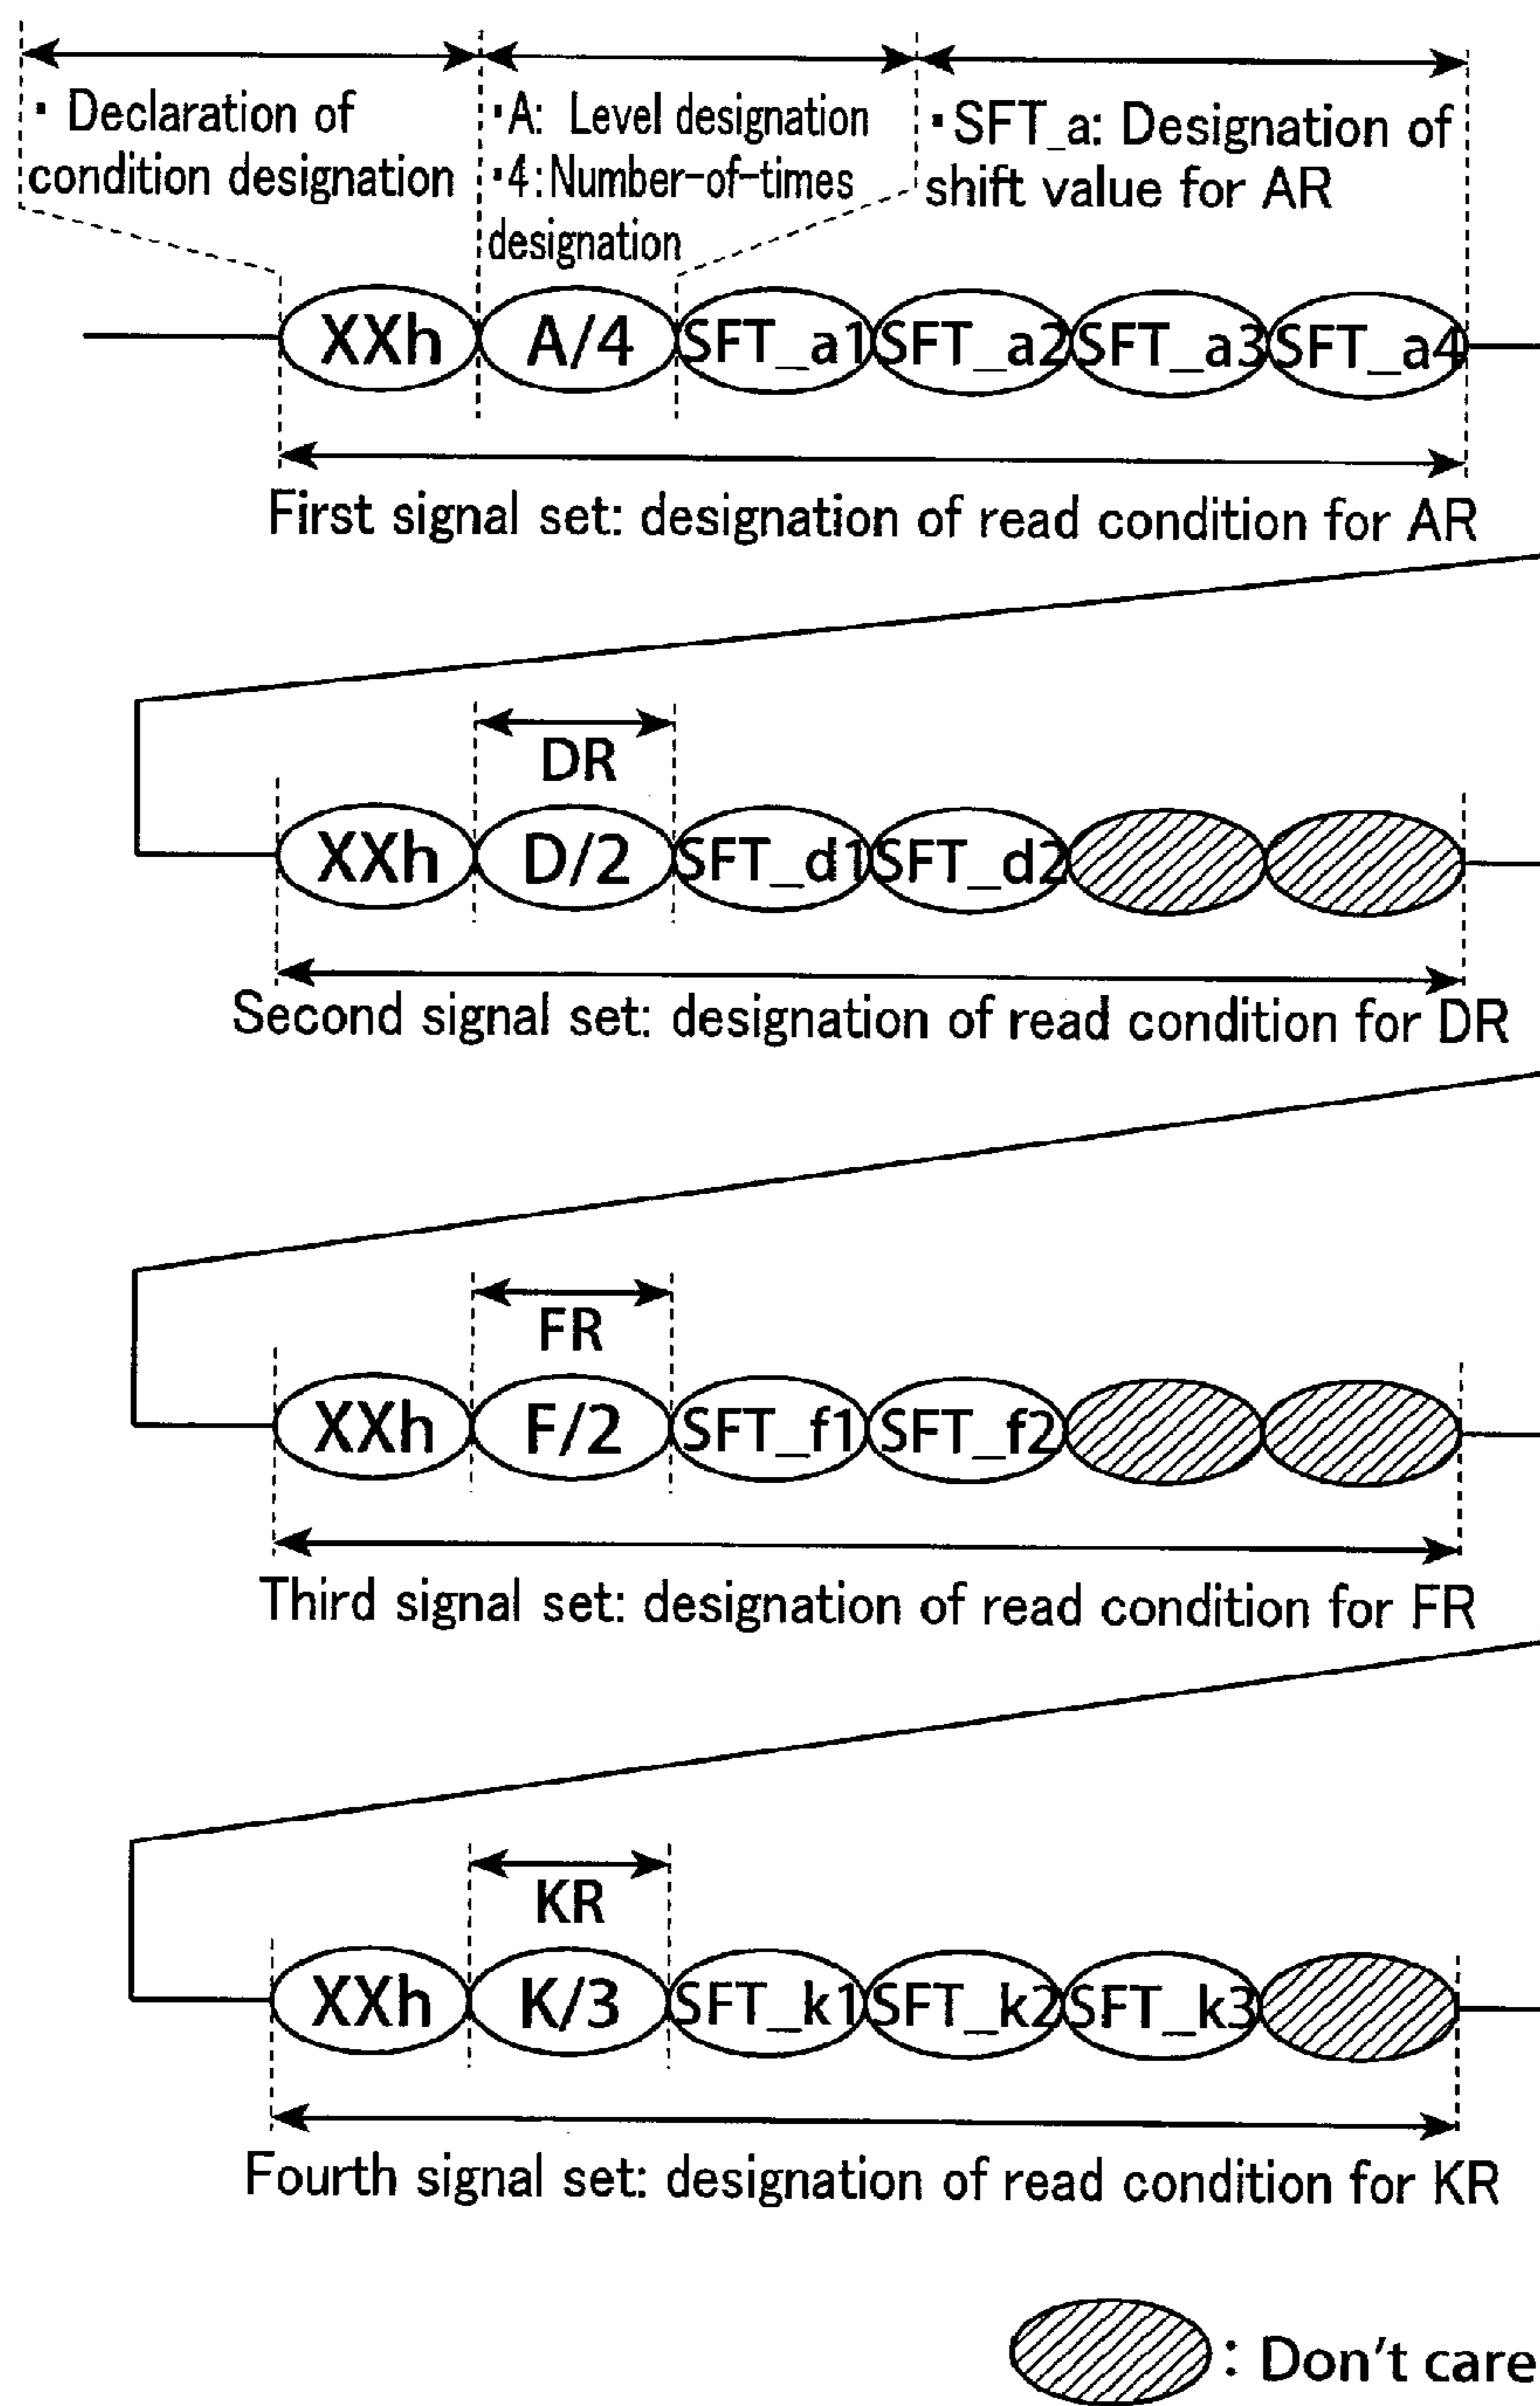 ・Declaration of
condition designation
・A: Level designation
・4:Number-of-times
designation
・SFT_a: Designation of
shift value for AR
XXh A/4 SFT_a1 SFT_a2 SFT_a3 SFT_a4
First signal set: designation of read condition for AR
DR
XXh D/2 SFT_d1 SFT_d2
Second signal set: designation of read condition for DR
FR
XXh F/2 SFT_f1 SFT_f2
Third signal set: designation of read condition for FR
KR
XXh K/3 SFT_k1 SFT_k2 SFT_k3
Fourth signal set: designation of read condition for KR
: Don't care